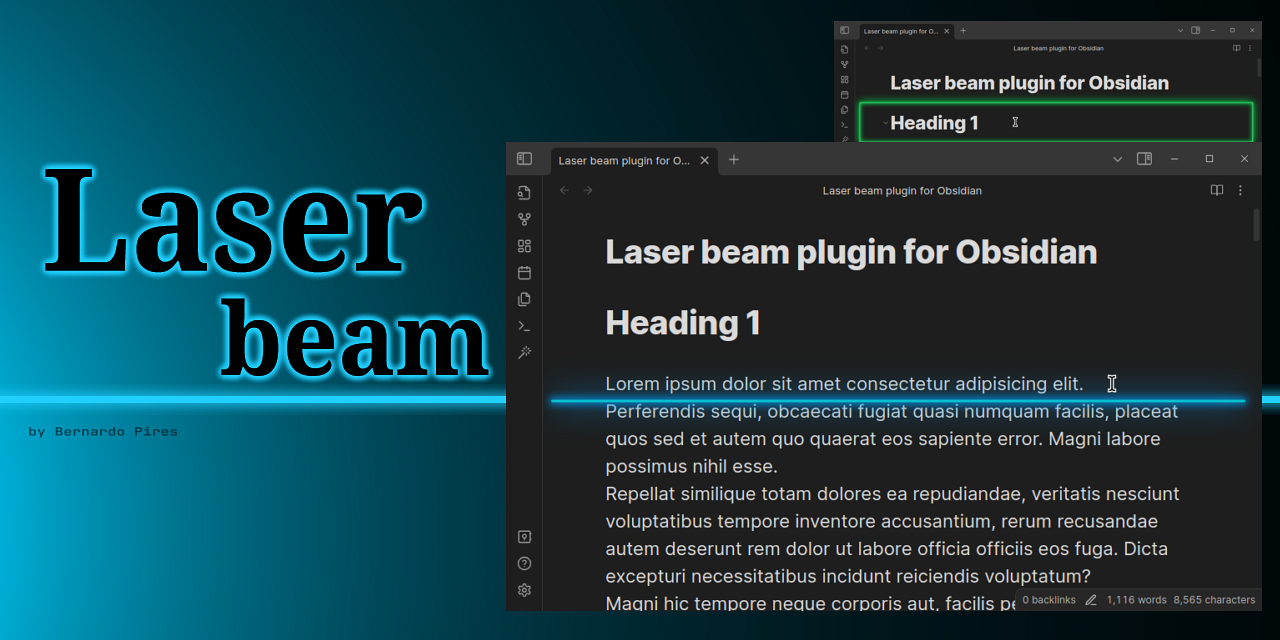 Laser
beam
by Bernardo Pires
Laser beam plugin for O...
Laser beam plugin for Obsidian
Laser beam plugin for Obsidian
Heading 1
Laser beam plugin for O...
Laser beam plugin for Obsidian
Laser beam plugin for Obsidian
Heading 1
Lorem ipsum dolor sit amet consectetur adipisicing elit.
Perferendis sequi, obcaecati fugiat quasi numquam facilis, placeat
quos sed et autem quo quaerat eos sapiente error. Magni labore
possimus nihil esse.
Repellat similique totam dolores ea repudiandae, veritatis nesciunt
voluptatibus tempore inventore accusantium, rerum recusandae
autem deserunt rem dolor ut labore officia officiis eos fuga. Dicta
excepturi necessitatibus incidunt reiciendis voluptatum?
Magni hic tempore neque corporis aut, facilis
0 backlinks 1,116 words 8,565 characters